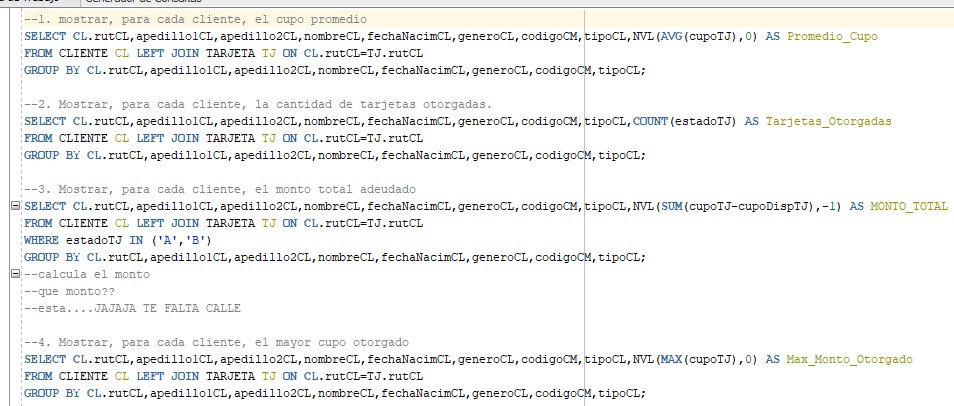 Generador de Consultas
--1. mostrar, para cada cliente, el cupo promedio
SELECT CL.rutCL,apedillo1CL,apedillo2CL,nombreCL,fechaNacimCL,generoCL,codigoCM,tipoCL,NVL(AVG(cupoTJ),0) AS Promedio_Cupo
FROM CLIENTE CL LEFT JOIN TARJETA TJ ON CL.rutCL=TJ.rutCL
GROUP BY CL.rutCL,apedillo1CL,apedillo2CL,nombreCL,fechaNacimCL,generoCL,codigoCM,tipoCL;
--2. Mostrar, para cada cliente, la cantidad de tarjetas otorgadas.
SELECT CL.rutCL,apedillo1CL,apedillo2CL,nombreCL,fechaNacimCL,generoCL,codigoCM,tipoCL,COUNT(estadoTJ) AS Tarjetas_Otorgadas
FROM CLIENTE CL LEFT JOIN TARJETA TJ ON CL.rutCL=TJ.rutCL
GROUP BY CL.rutCL,apedillo1CL,apedillo2CL,nombreCL,fechaNacimCL,generoCL,codigoCM,tipoCL;
--3. Mostrar, para cada cliente, el monto total adeudado
SELECT CL.rutCL,apedillo1CL,apedillo2CL,nombreCL,fechaNacimCL,generoCL,codigoCM,tipoCL,NVL(SUM(cupoTJ-cupoDispTJ),-1) AS MONTO_TOTAL
FROM CLIENTE CL LEFT JOIN TARJETA TJ ON CL.rutCL=TJ.rutCL
WHERE estadoTJ IN ('A','B')
GROUP BY CL.rutCL,apedillo1CL,apedillo2CL,nombreCL,fechaNacimCL,generoCL,codigoCM,tipoCL;
--calcula el monto
--que monto??
--esta....JAJAJA TE FALTA CALLE
--4. Mostrar, para cada cliente, el mayor cupo otorgado
SELECT CL.rutCL,apedillo1CL,apedillo2CL,nombreCL,fechaNacimCL,generoCL,codigoCM,tipoCL,NVL(MAX(cupoTJ),0) AS Max_Monto_Otorgado
FROM CLIENTE CL LEFT JOIN TARJETA TJ ON CL.rutCL=TJ.rutCL
GROUP BY CL.rutCL,apedillo1CL,apedillo2CL,nombreCL,fechaNacimCL,generoCL,codigoCM,tipoCL;